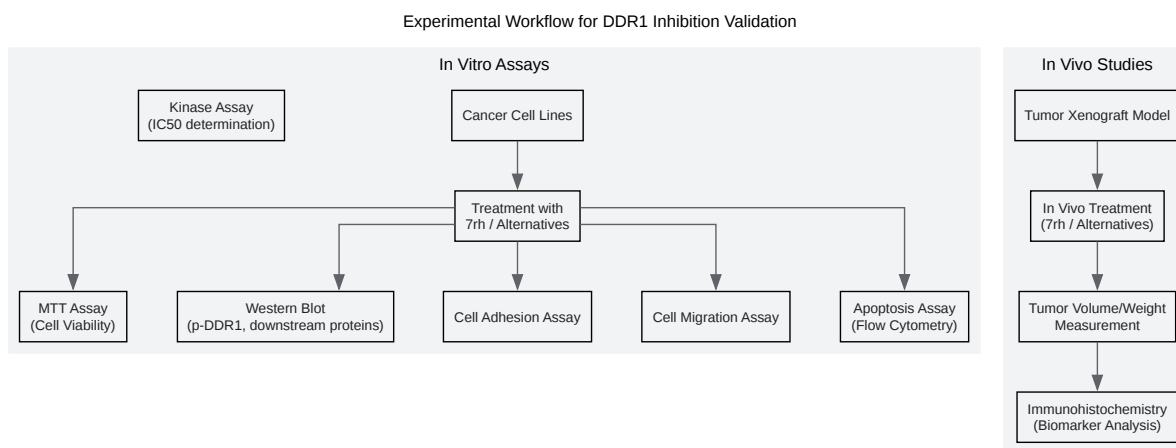 Experimental Workflow for DDR1 Inhibition Validation
In Vitro Assays
Kinase Assay
(IC50 determination)
Cancer Cell Lines
Treatment with
7rh / Alternatives
MTT Assay
(Cell Viability)
Western Blot
(p-DDR1, downstream proteins)
Cell Adhesion Assay
Cell Migration Assay
Apoptosis Assay
(Flow Cytometry)
In Vivo Studies
Tumor Xenograft Model
In Vivo Treatment
(7rh / Alternatives)
Tumor Volume/Weight
Measurement
Immunohistochemistry
(Biomarker Analysis)